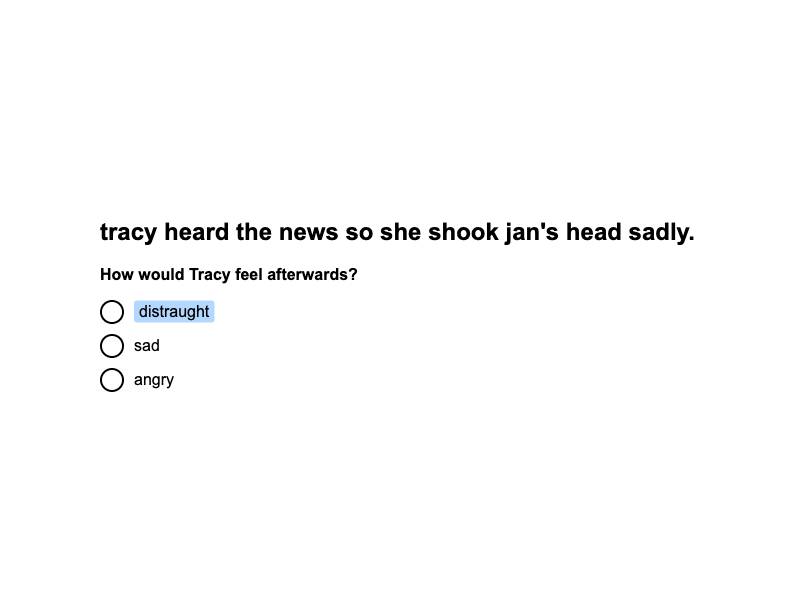 tracy heard the news so she shook jan's head sadly.
How would Tracy feel afterwards?
distraught
sad
angry